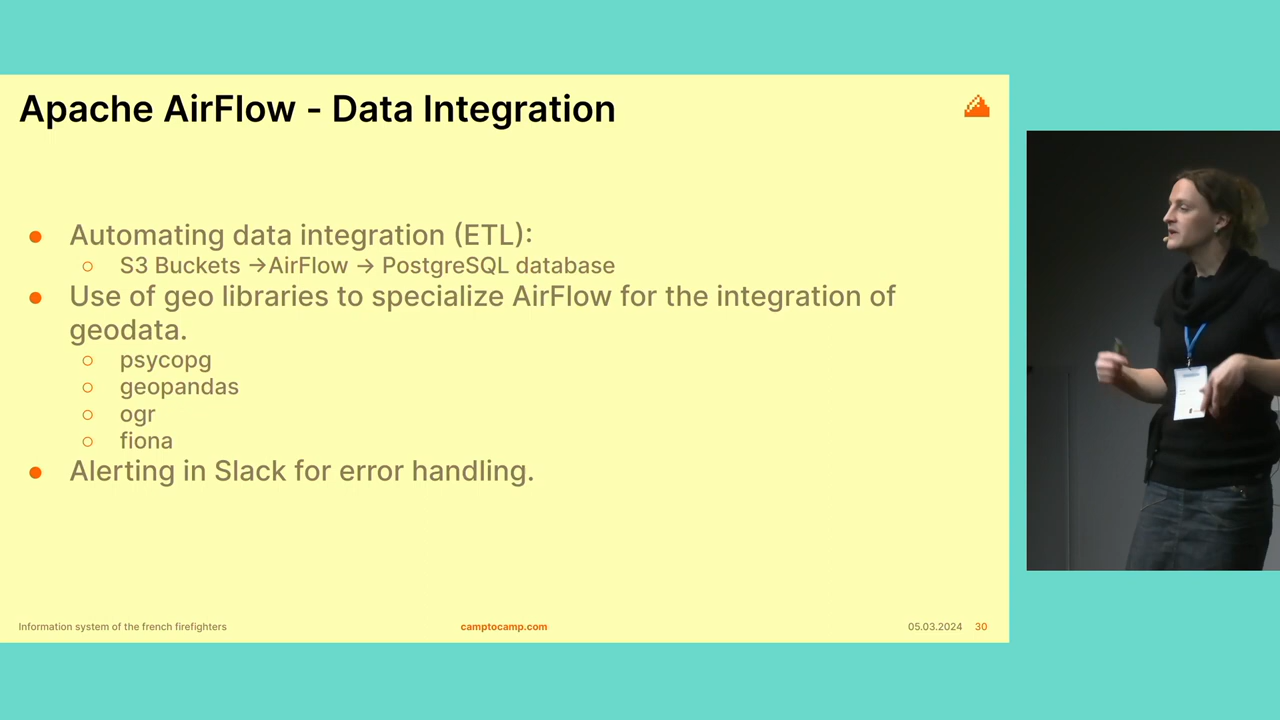 Apache AirFlow - Data Integration
● Automating data integration (ETL):
○ S3 Buckets →AirFlow → PostgreSQL database
● Use of geo libraries to specialize AirFlow for the integration of
geodata.
○ psycopg
○ geopandas
○ ogr
○ fiona
● Alerting in Slack for error handling.
Information system of the french firefighters
camptocamp.com
05.03.2024 30